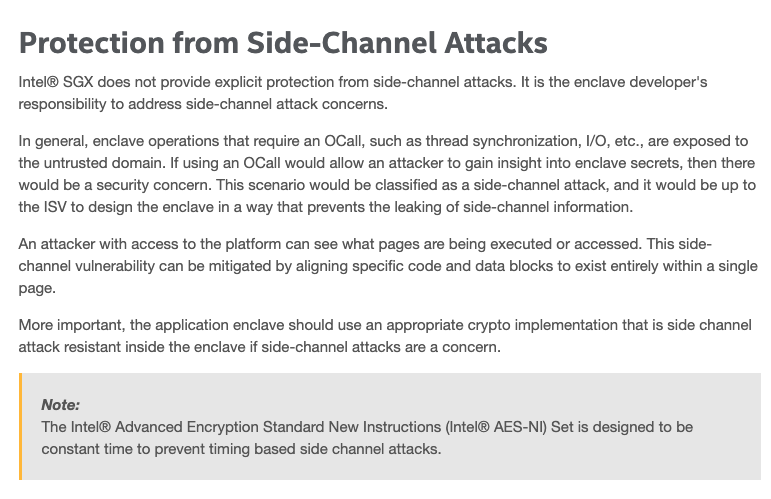 Protection from Side-Channel Attacks
Intel® SGX does not provide explicit protection from side-channel attacks. It is the enclave developer's
responsibility to address side-channel attack concerns.
In general, enclave operations that require an OCall, such as thread synchronization, I/O, etc., are exposed to
the untrusted domain. If using an OCall would allow an attacker to gain insight into enclave secrets, then there
would be a security concern. This scenario would be classified as a side-channel attack, and it would be up to
the ISV to design the enclave in a way that prevents the leaking of side-channel information.
An attacker with access to the platform can see what pages are being executed or accessed. This side-
channel vulnerability can be mitigated by aligning specific code and data blocks to exist entirely within a single
page.
More important, the application enclave should use an appropriate crypto implementation that is side channel
attack resistant inside the enclave if side-channel attacks are a concern.
Note:
The Intel® Advanced Encryption Standard New Instructions (Intel® AES-NI) Set is designed to be
constant time to prevent timing based side channel attacks.